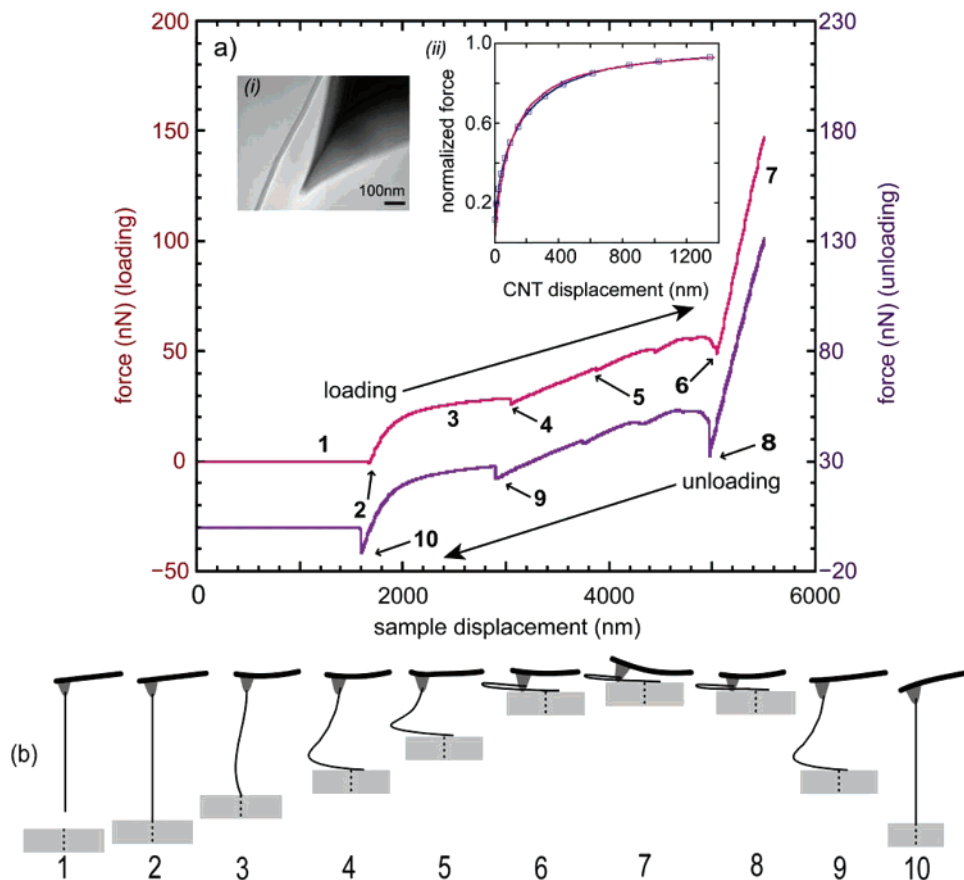 a)
(i)
100nm
(ii)
normalized force
1.0
0.6
0.2
0 400 800 1200
CNT displacement (nm)
force (nN) (loading)
200
150
100
50
0
−50
force (nN) (unloading)
230
180
130
80
30
−20
loading
unloading
1
2
3
4
5
6
7
8
9
10
0 2000 4000 6000
sample displacement (nm)
(b)
1 2 3 4 5 6 7 8 9 10